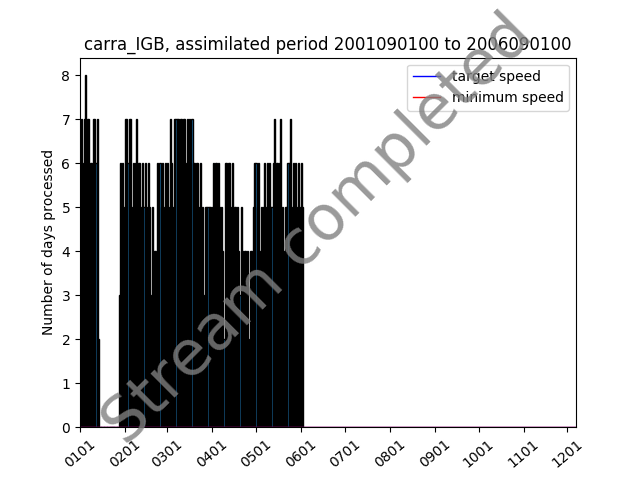 carra_IGB, assimilated period 2001090100 to 2006090100
target speed
minimum speed
Number of days processed
8
7
6
5
4
3
2
1
0
0101 0201 0301 0401 0501 0601 0701 0801 0901 1001 1101 1201
Stream completed